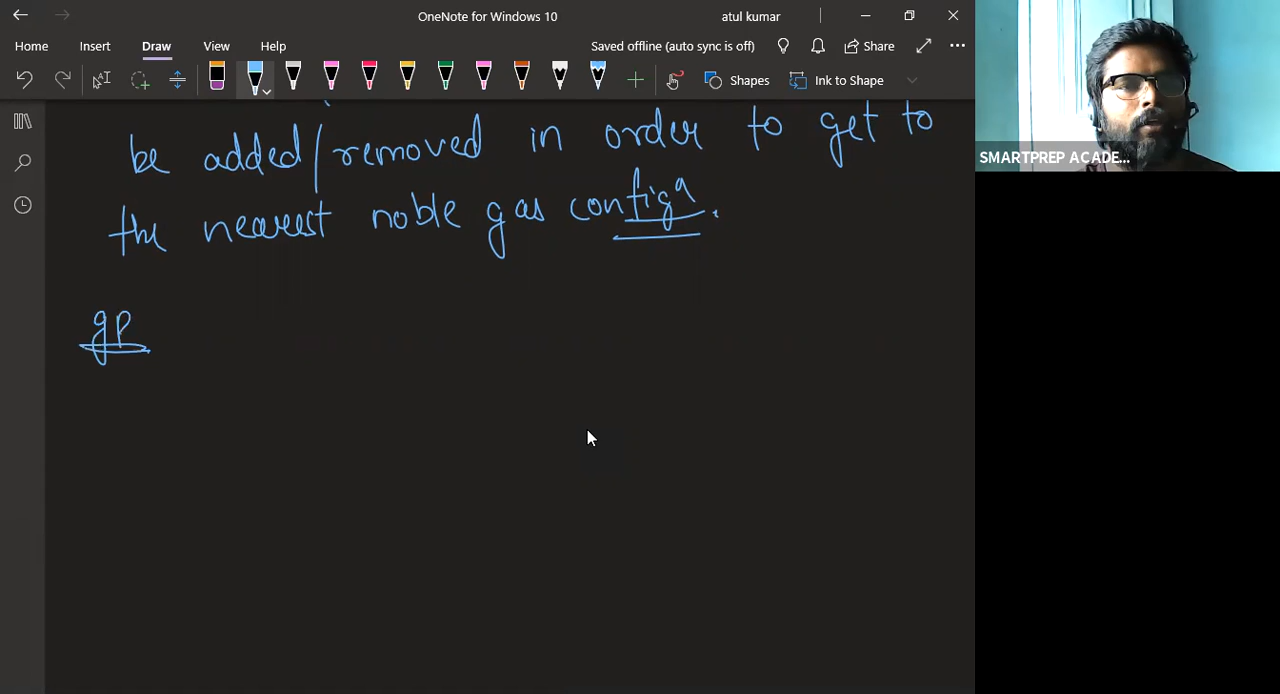 OneNote for Windows 10
atul kumar
Home Insert Draw View Help
Saved offline (auto sync is off)
Share
Shapes
Ink to Shape
SMARTPREP ACADE...
be added/removed in order to get to
the nearest noble gas configⁿ.
gp